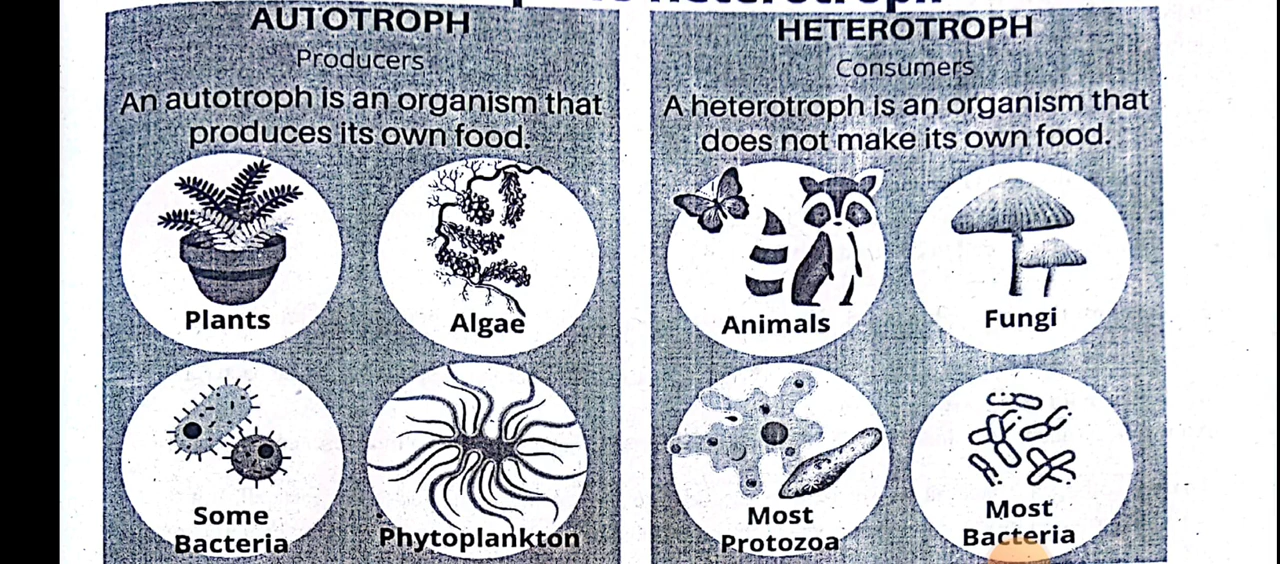 heterotroph
AUTOTROPH
Producers
An autotroph is an organism that
produces its own food.
Plants
Algae
Some
Bacteria
Phytoplankton
HETEROTROPH
Consumers
A heterotroph is an organism that
does not make its own food.
Animals
Fungi
Most
Protozoa
Most
Bacteria